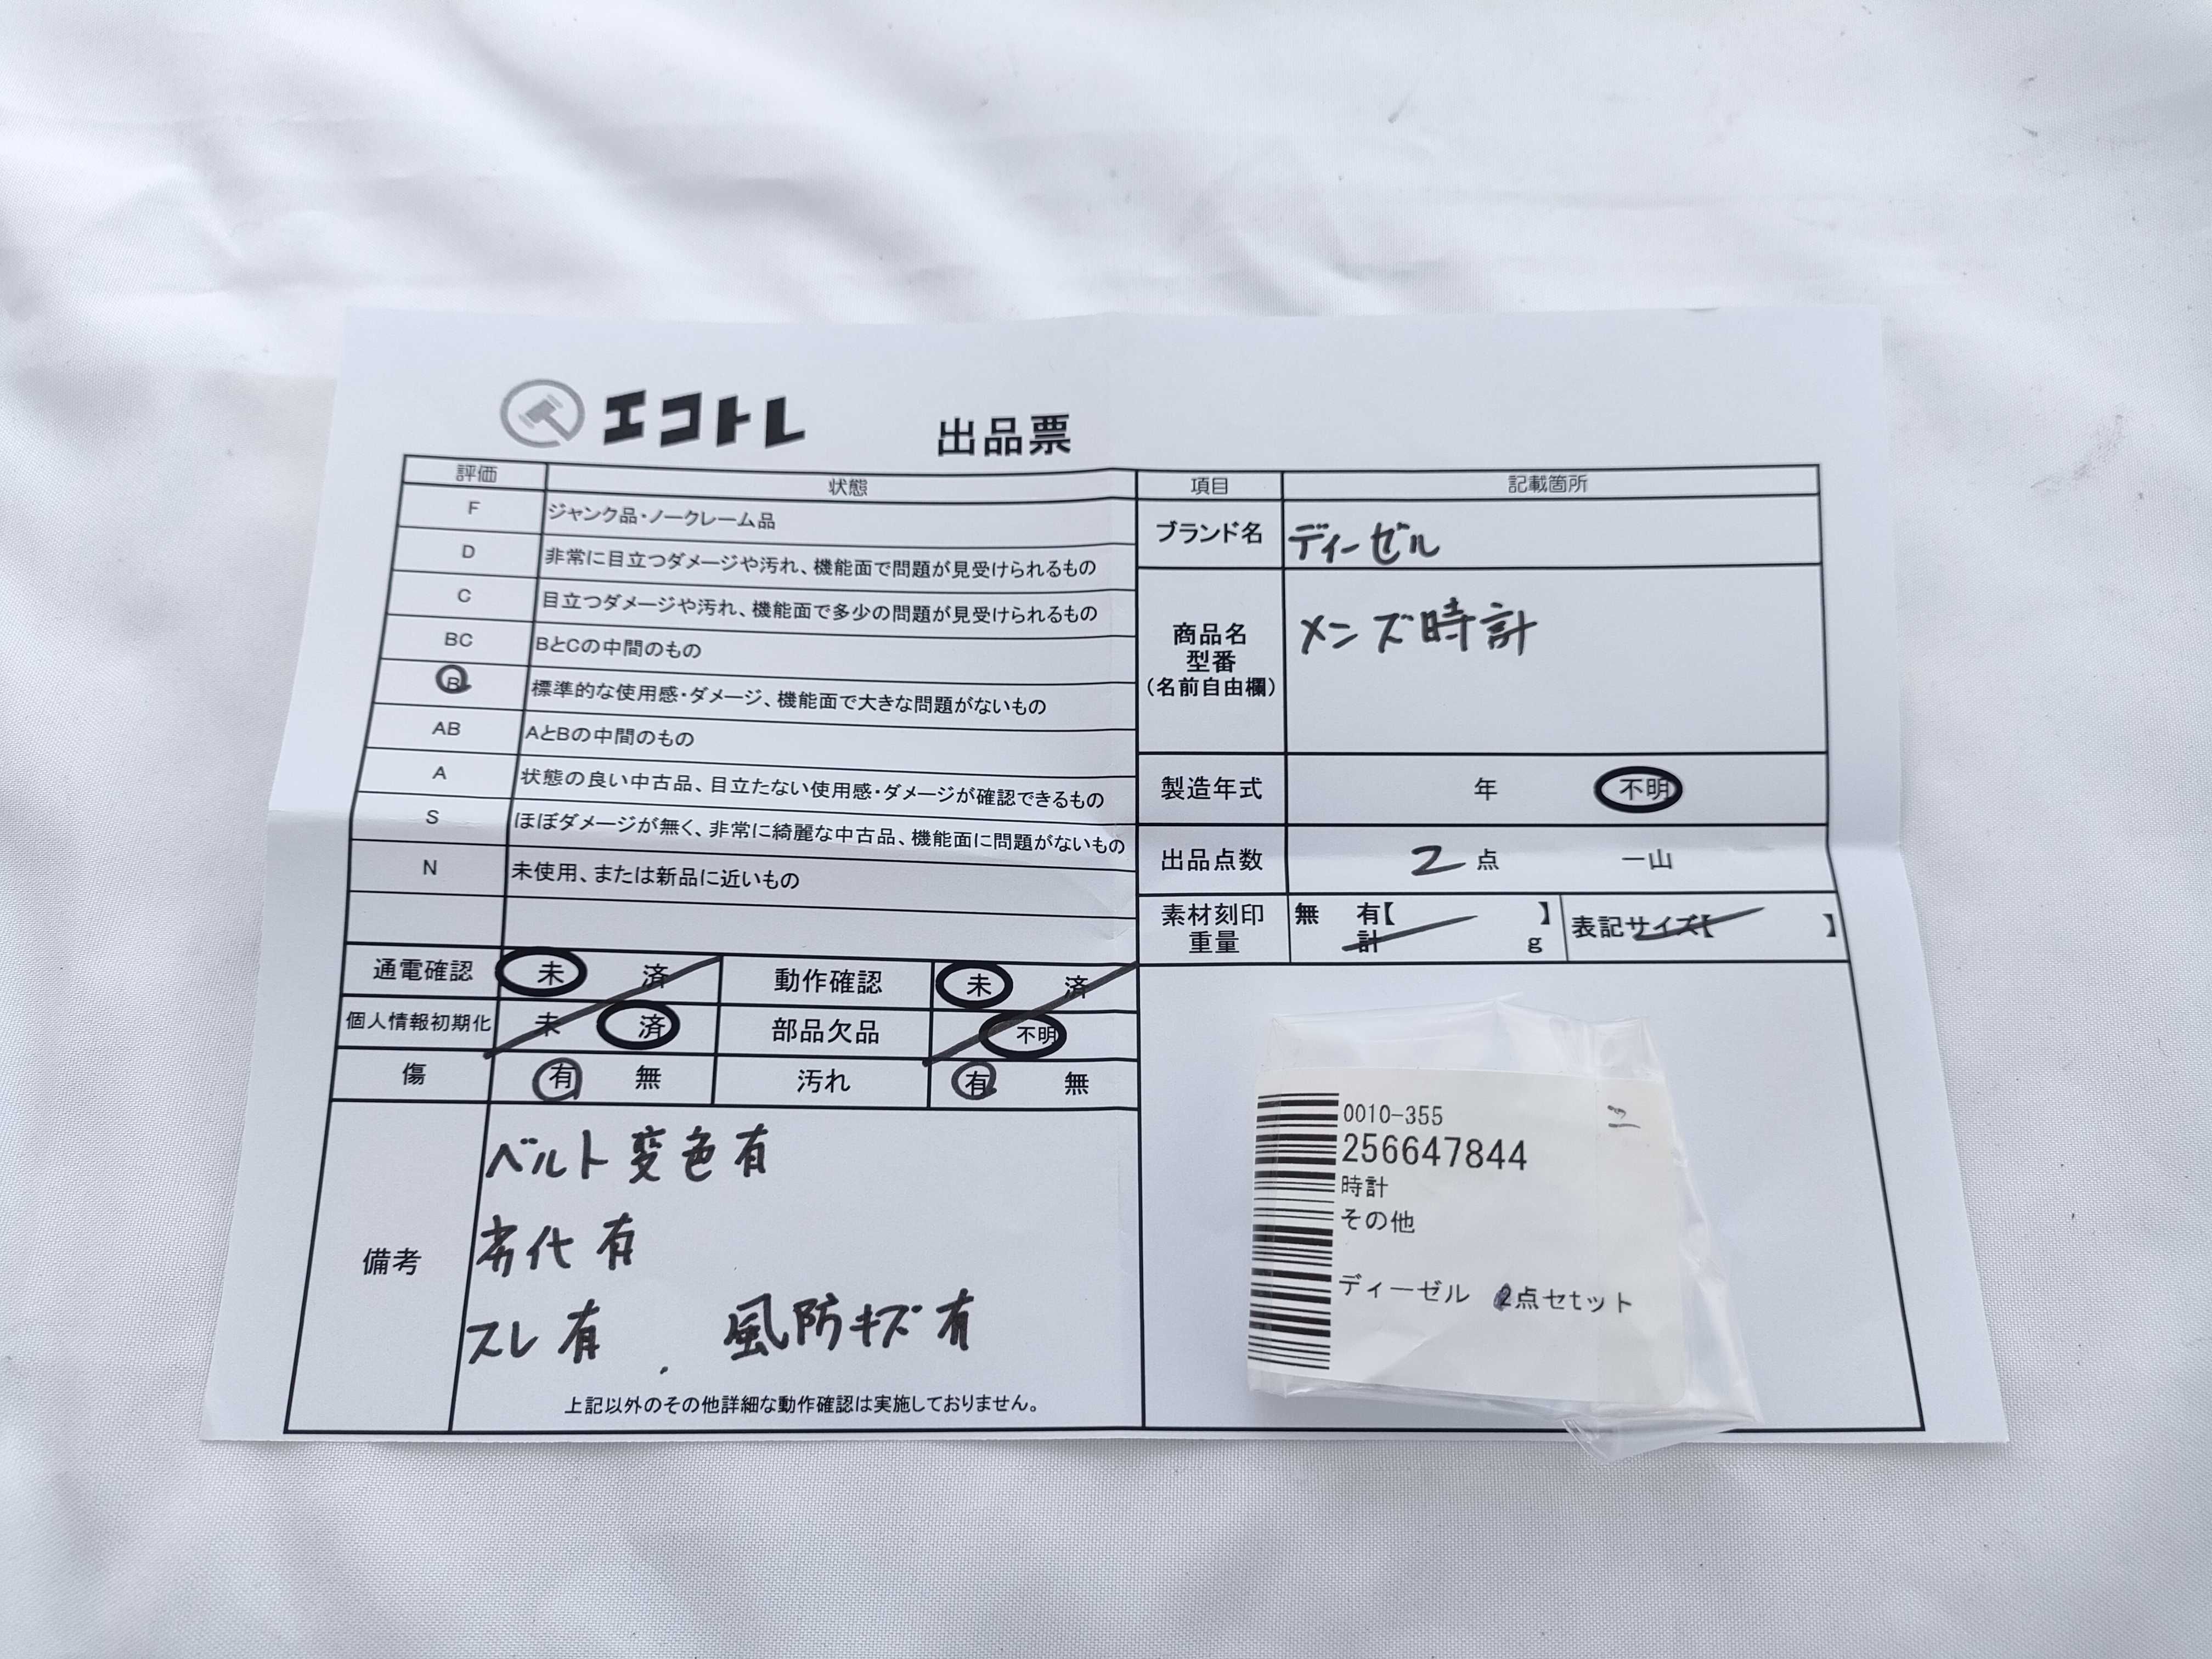 エコトレ 出品票
評価 状態
F ジャンク品・ノークレーム品
D 非常に目立つダメージや汚れ、機能面で問題が見受けられるもの
C 目立つダメージや汚れ、機能面で多少の問題が見受けられるもの
BC BとCの中間のもの
B 標準的な使用感・ダメージ、機能面で大きな問題がないもの
AB AとBの中間のもの
A 状態の良い中古品、目立たない使用感・ダメージが確認できるもの
S ほぼダメージが無く、非常に綺麗な中古品、機能面に問題がないもの
N 未使用、または新品に近いもの
通電確認 未 済 動作確認 未 済
個人情報初期化 未 済 部品欠品 不明
傷 有 無 汚れ 有 無
備考
ベルト変色有
劣化有
スレ有 . 風防キズ有
上記以外のその他詳細な動作確認は実施しておりません。
項目 記載箇所
ブランド名 ディーゼル
商品名
型番
(名前自由欄)
メンズ時計
製造年式 年 不明
出品点数 2 点 一山
素材刻印 無 有【 】 表記サイズ【 】
重量 計 g
0010-355
256647844
時計
その他
ディーゼル 2点セtット